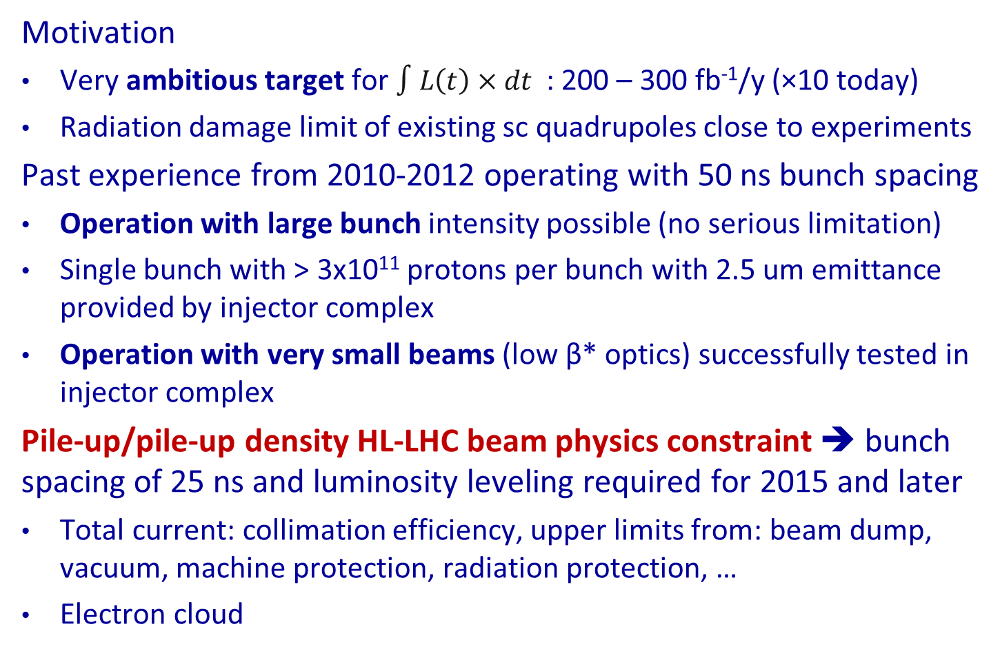 Motivation
• Very ambitious target for ∫ L(t) × dt : 200 – 300 fb⁻¹/y (×10 today)
• Radiation damage limit of existing sc quadrupoles close to experiments
Past experience from 2010-2012 operating with 50 ns bunch spacing
• Operation with large bunch intensity possible (no serious limitation)
• Single bunch with > 3x10¹¹ protons per bunch with 2.5 um emittance
provided by injector complex
• Operation with very small beams (low β* optics) successfully tested in
injector complex
Pile-up/pile-up density HL-LHC beam physics constraint ➔ bunch
spacing of 25 ns and luminosity leveling required for 2015 and later
• Total current: collimation efficiency, upper limits from: beam dump,
vacuum, machine protection, radiation protection, …
• Electron cloud